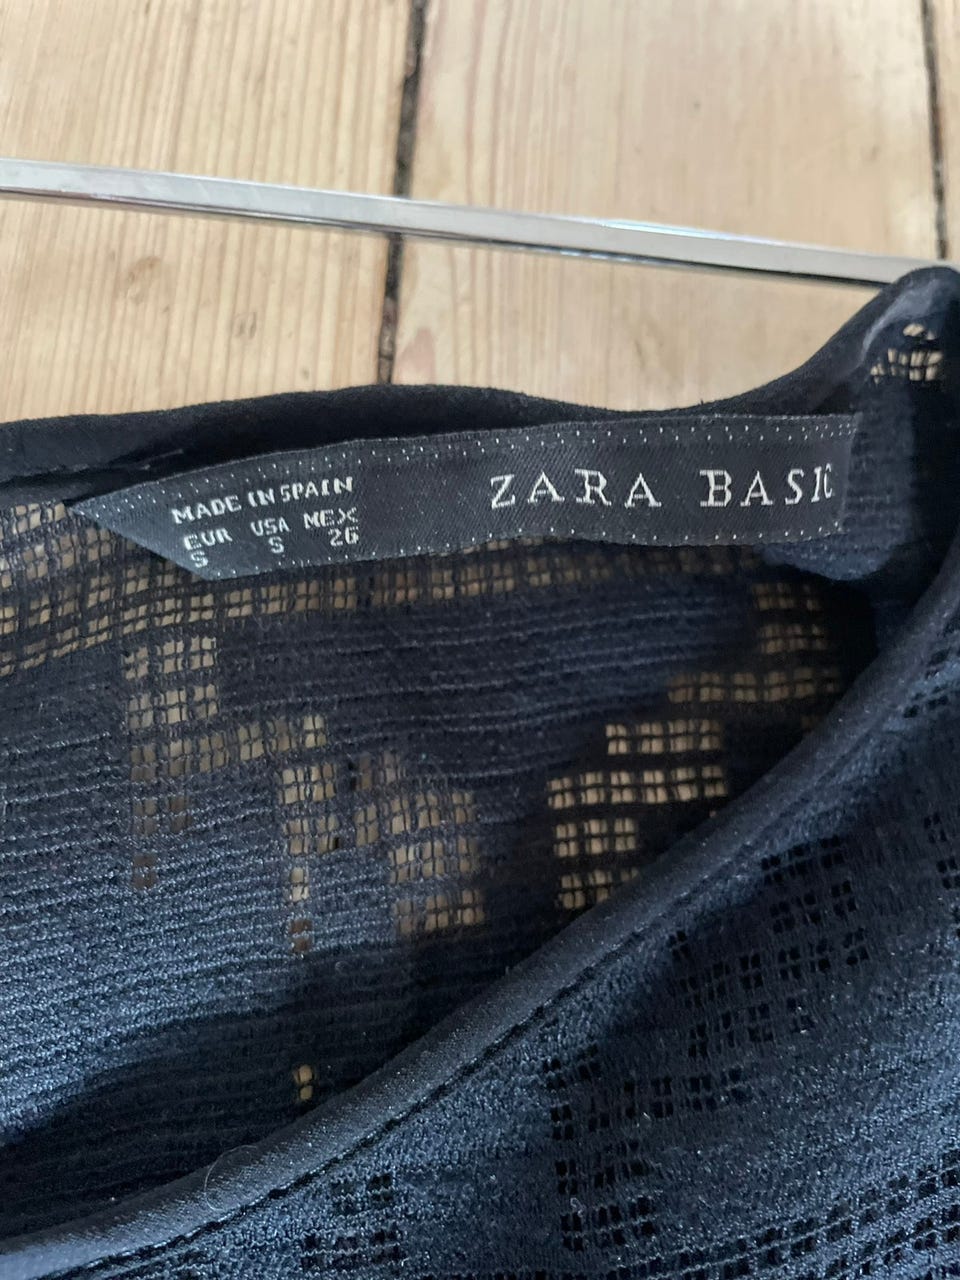 MADE IN SPAIN
EUR USA MEX
S S 26
ZARA BASIC